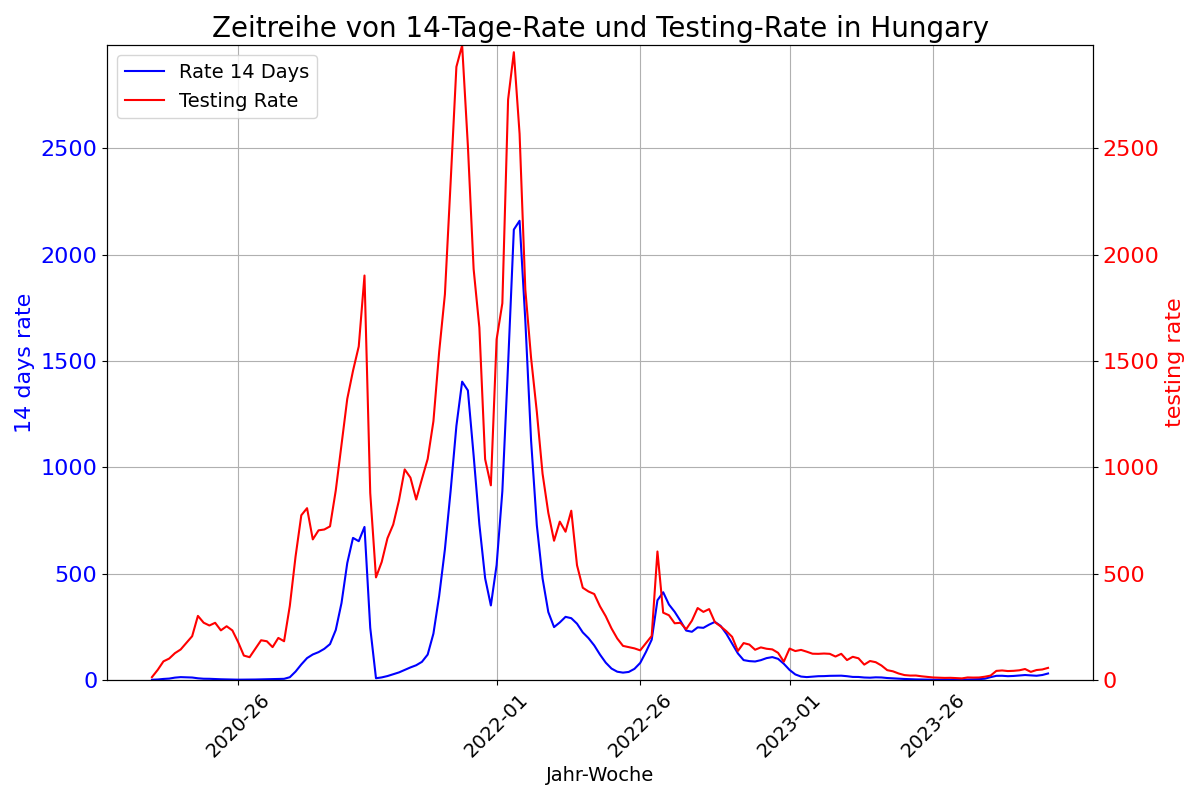 Zeitreihe von 14-Tage-Rate und Testing-Rate in Hungary
Rate 14 Days
Testing Rate
14 days rate
2500
2000
1500
1000
500
0
testing rate
2500
2000
1500
1000
500
0
2020-26
2022-01
2022-26
2023-01
2023-26
Jahr-Woche